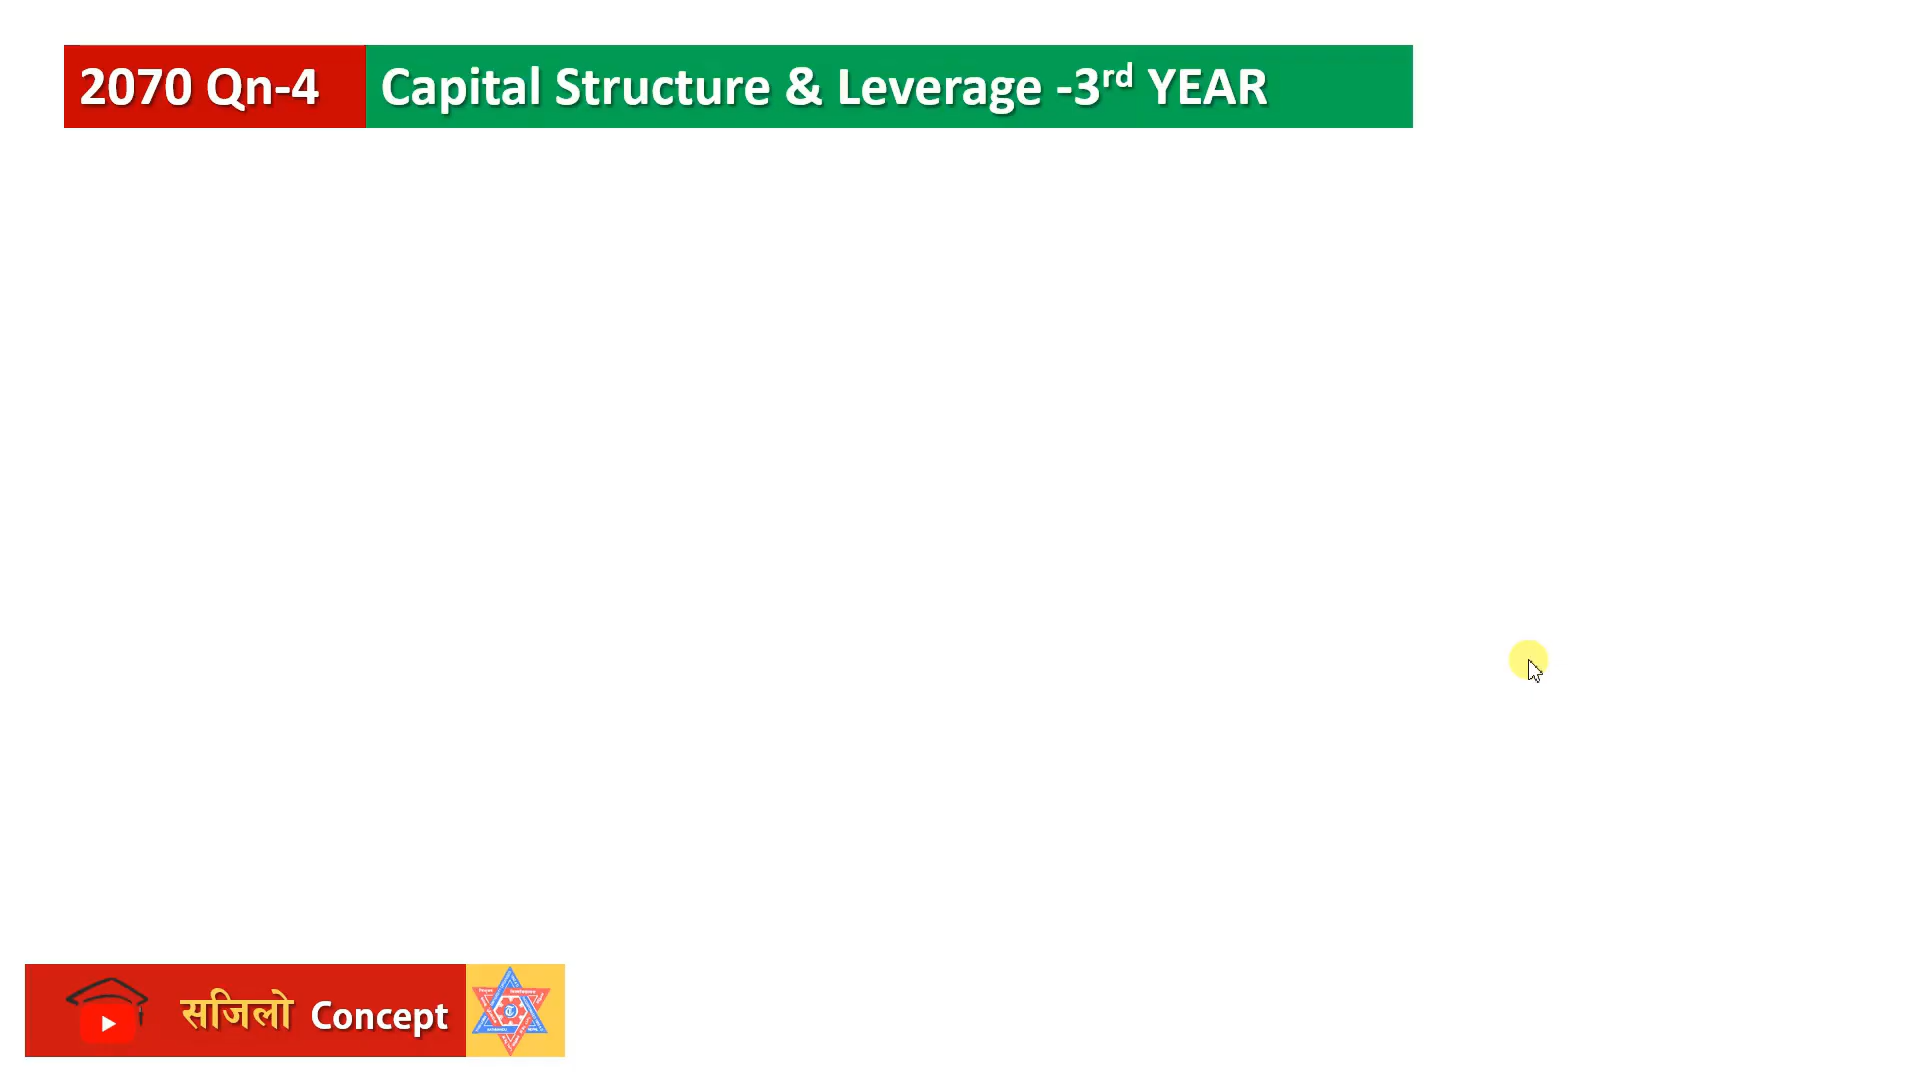 2070 Qn-4 Capital Structure & Leverage -3rd YEAR
सजिलो Concept